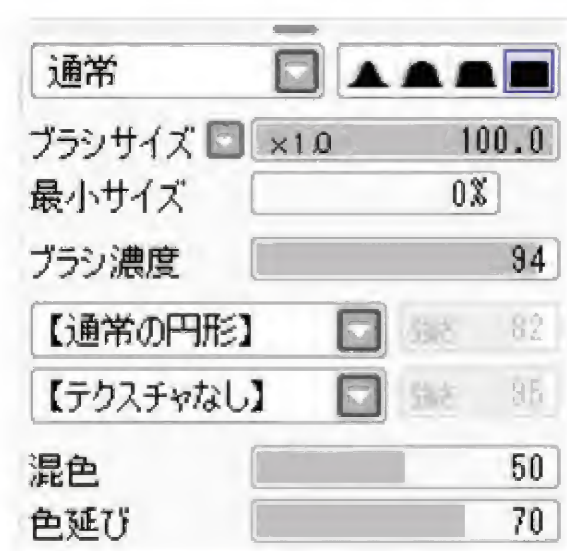 通常
ブラシサイズ ×1.0 100.0
最小サイズ 0%
ブラシ濃度 94
【通常の円形】 強さ 82
【テクスチャなし】 強さ 95
混色 50
色延び 70